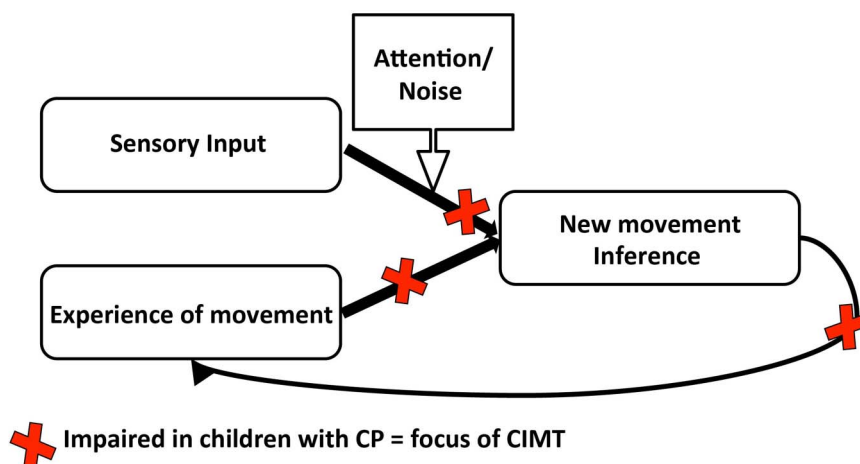 Attention/
Noise
Sensory Input
New movement
Inference
Experience of movement
Impaired in children with CP = focus of CIMT